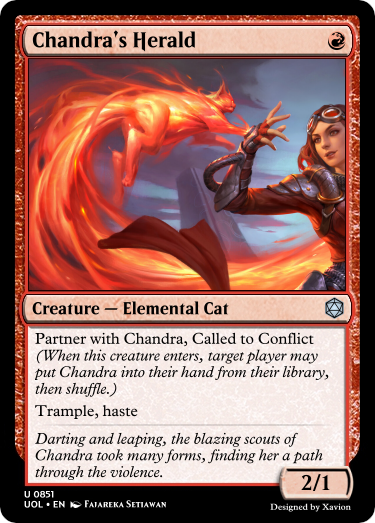 Chandra's Herald
Creature — Elemental Cat
Partner with Chandra, Called to Conflict
(When this creature enters, target player may
put Chandra into their hand from their library,
then shuffle.)
Trample, haste
Darting and leaping, the blazing scouts of
Chandra took many forms, finding her a path
through the violence.
2/1
U 0851
UOL • EN Fajareka Setiawan
Designed by Xavion